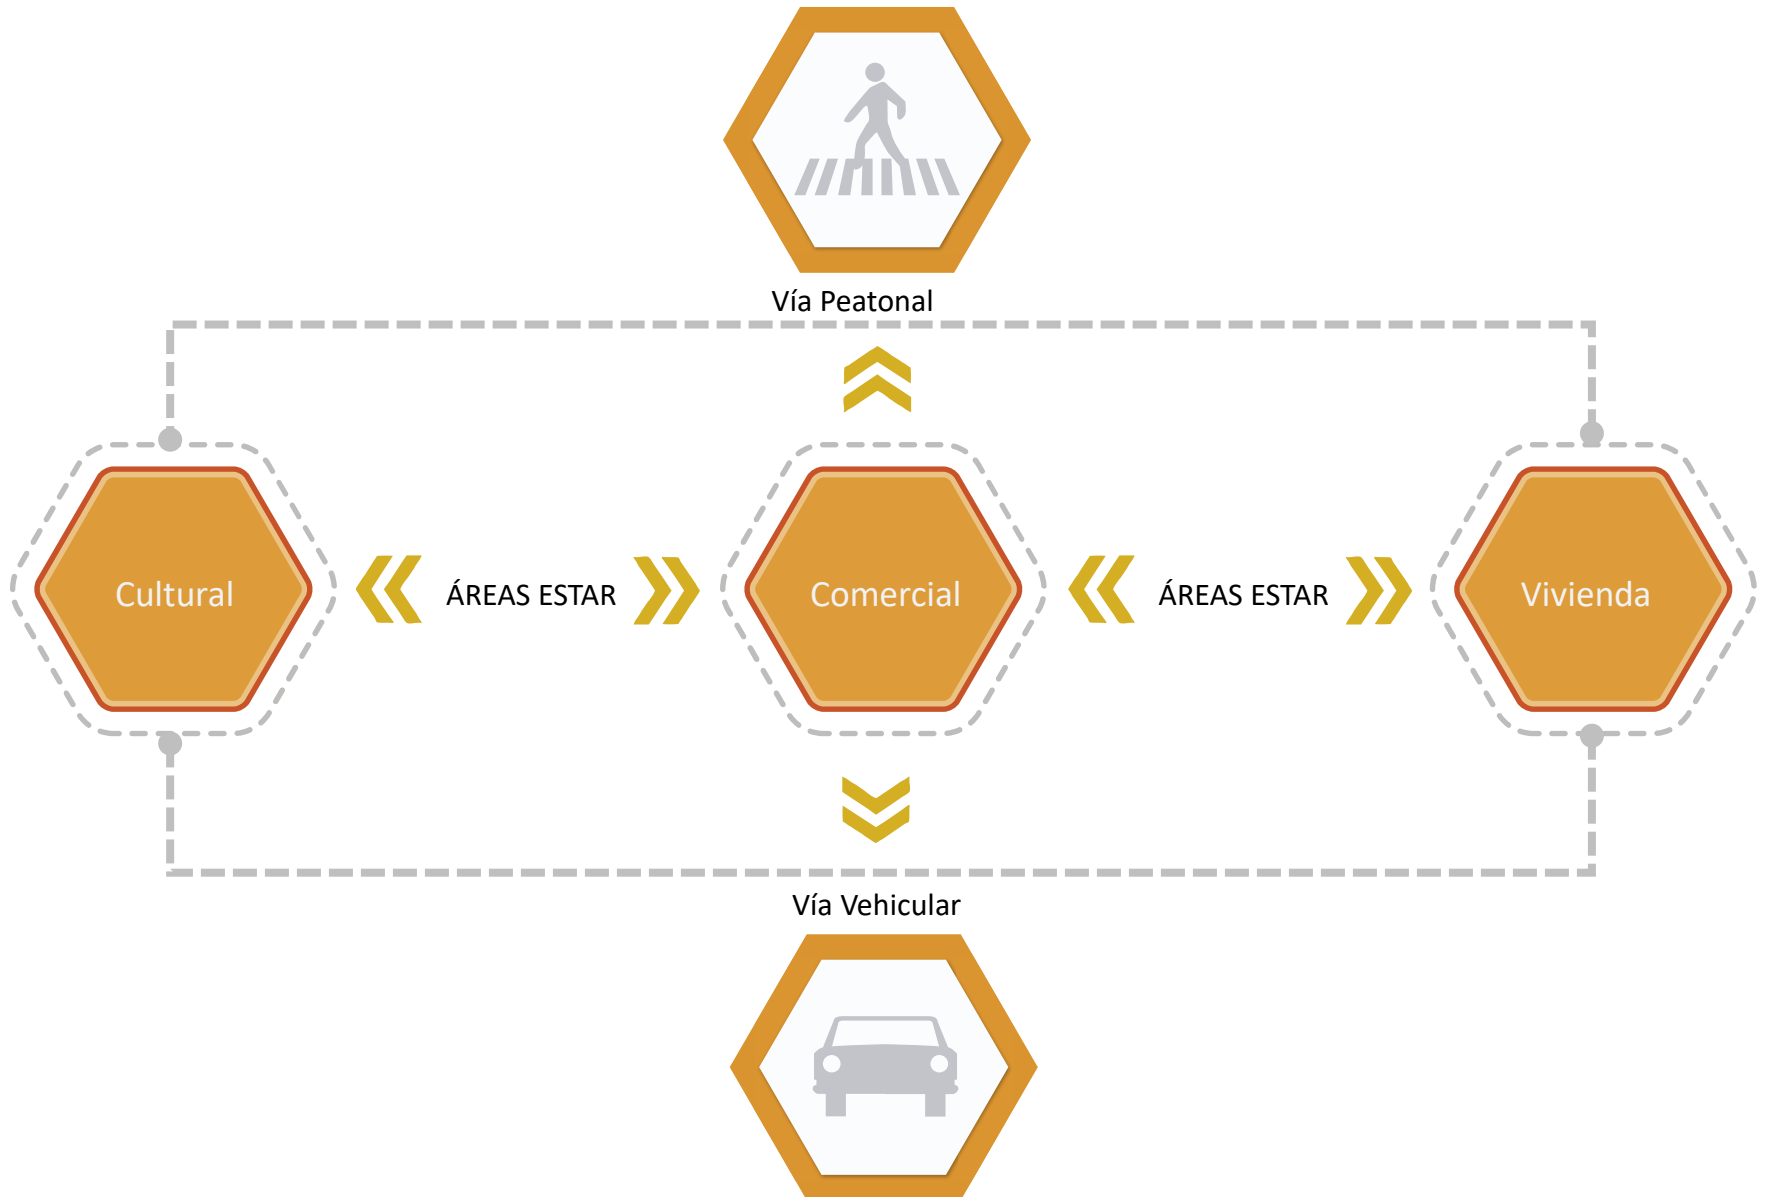 Vía Peatonal
Cultural
ÁREAS ESTAR
Comercial
ÁREAS ESTAR
Vivienda
Vía Vehicular